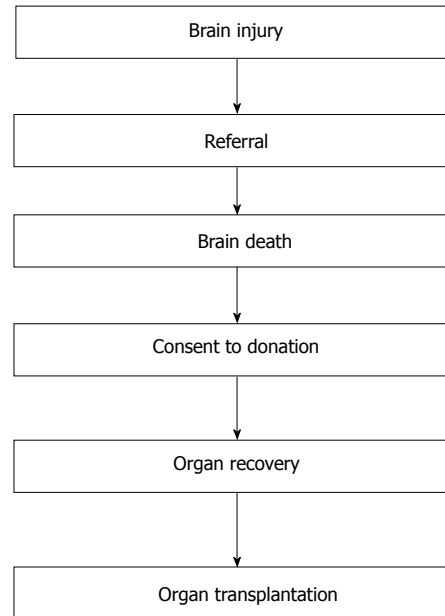 Brain injury
Referral
Brain death
Consent to donation
Organ recovery
Organ transplantation